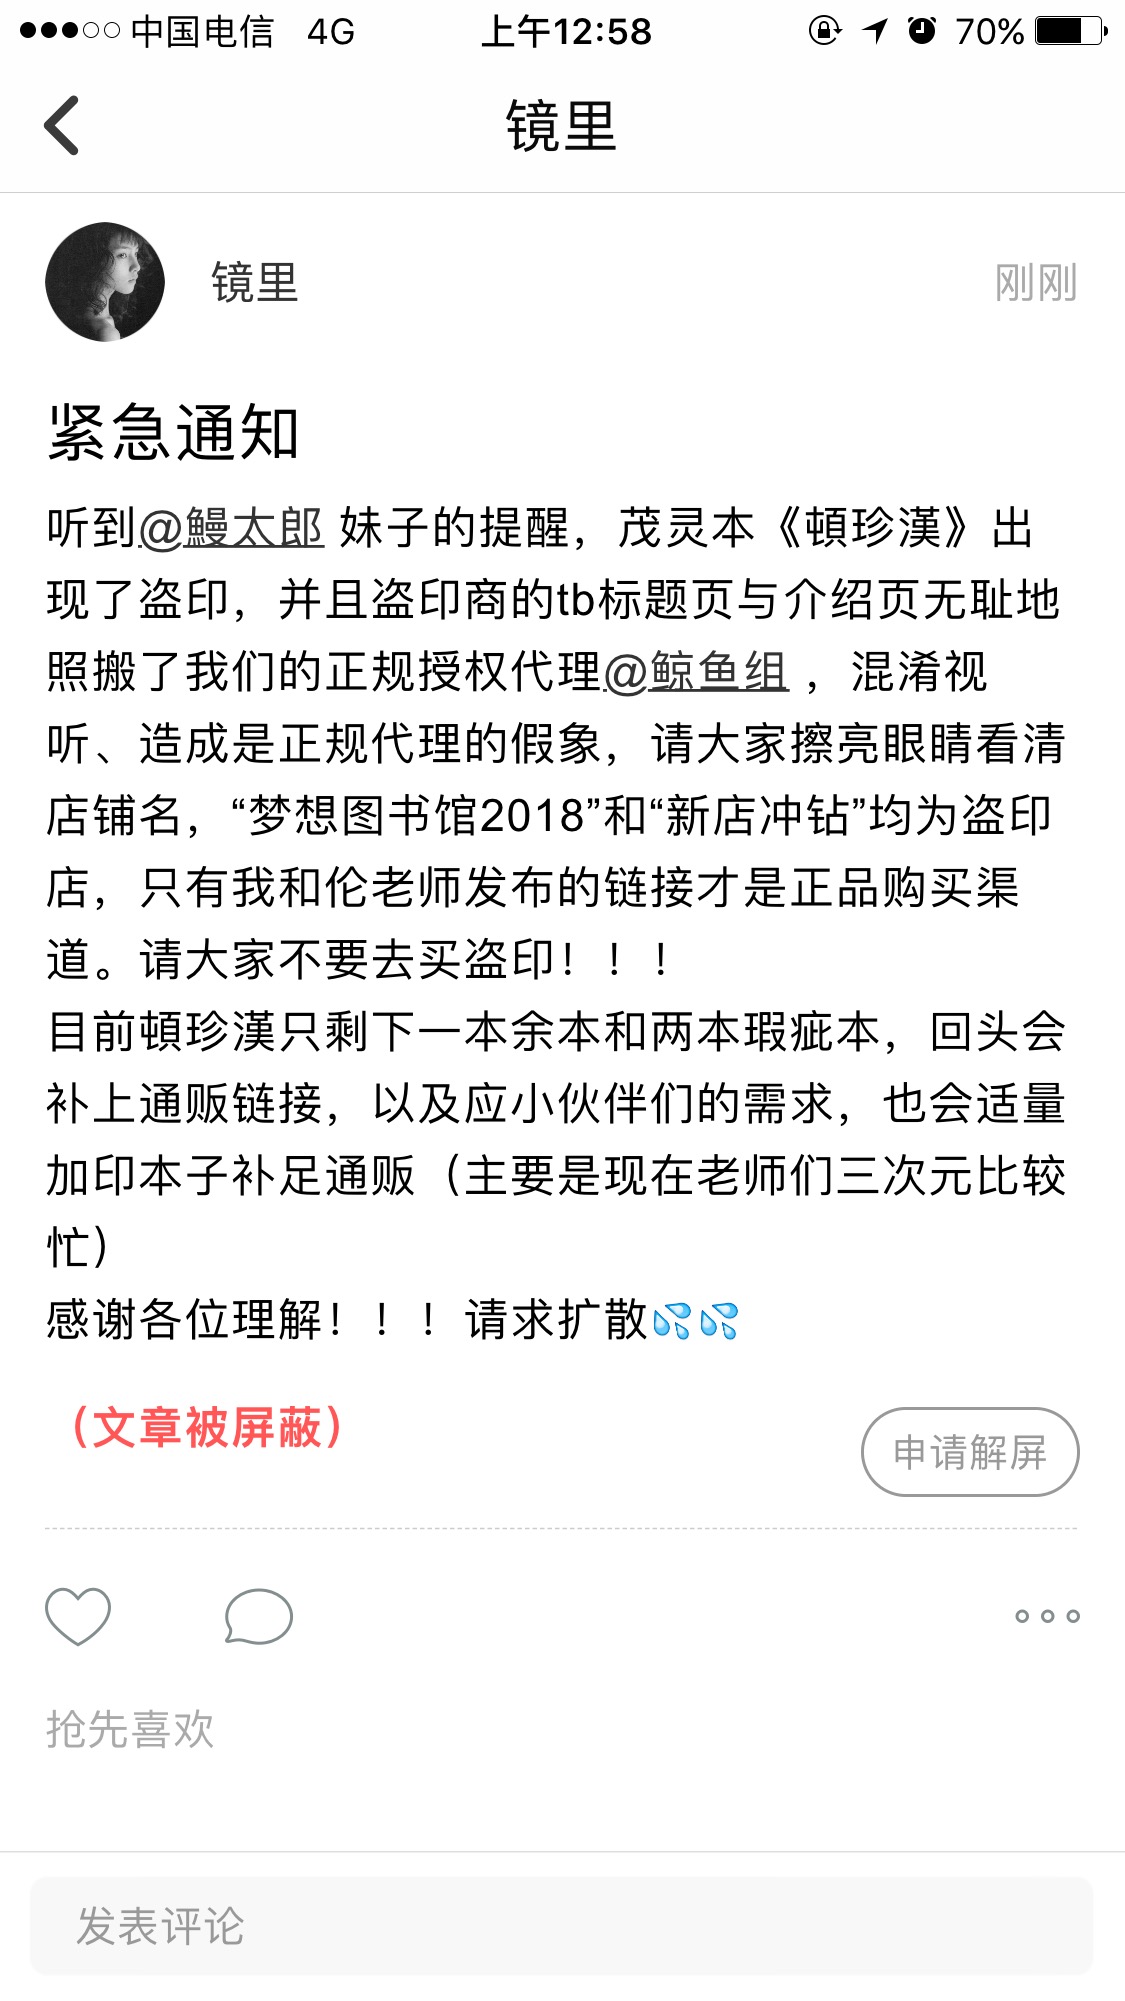 中国电信 4G 上午12:58 70%
镜里
镜里 刚刚
紧急通知
听到@鳗太郎 妹子的提醒，茂灵本《頓珍漢》出
现了盗印，并且盗印商的tb标题页与介绍页无耻地
照搬了我们的正规授权代理@鲸鱼组 ，混淆视
听、造成是正规代理的假象，请大家擦亮眼睛看清
店铺名，“梦想图书馆2018”和“新店冲钻”均为盗印
店，只有我和伦老师发布的链接才是正品购买渠
道。请大家不要去买盗印！！！
目前頓珍漢只剩下一本余本和两本瑕疵本，回头会
补上通贩链接，以及应小伙伴们的需求，也会适量
加印本子补足通贩（主要是现在老师们三次元比较
忙）
感谢各位理解！！！请求扩散💦💦
（文章被屏蔽）
申请解屏
抢先喜欢
发表评论